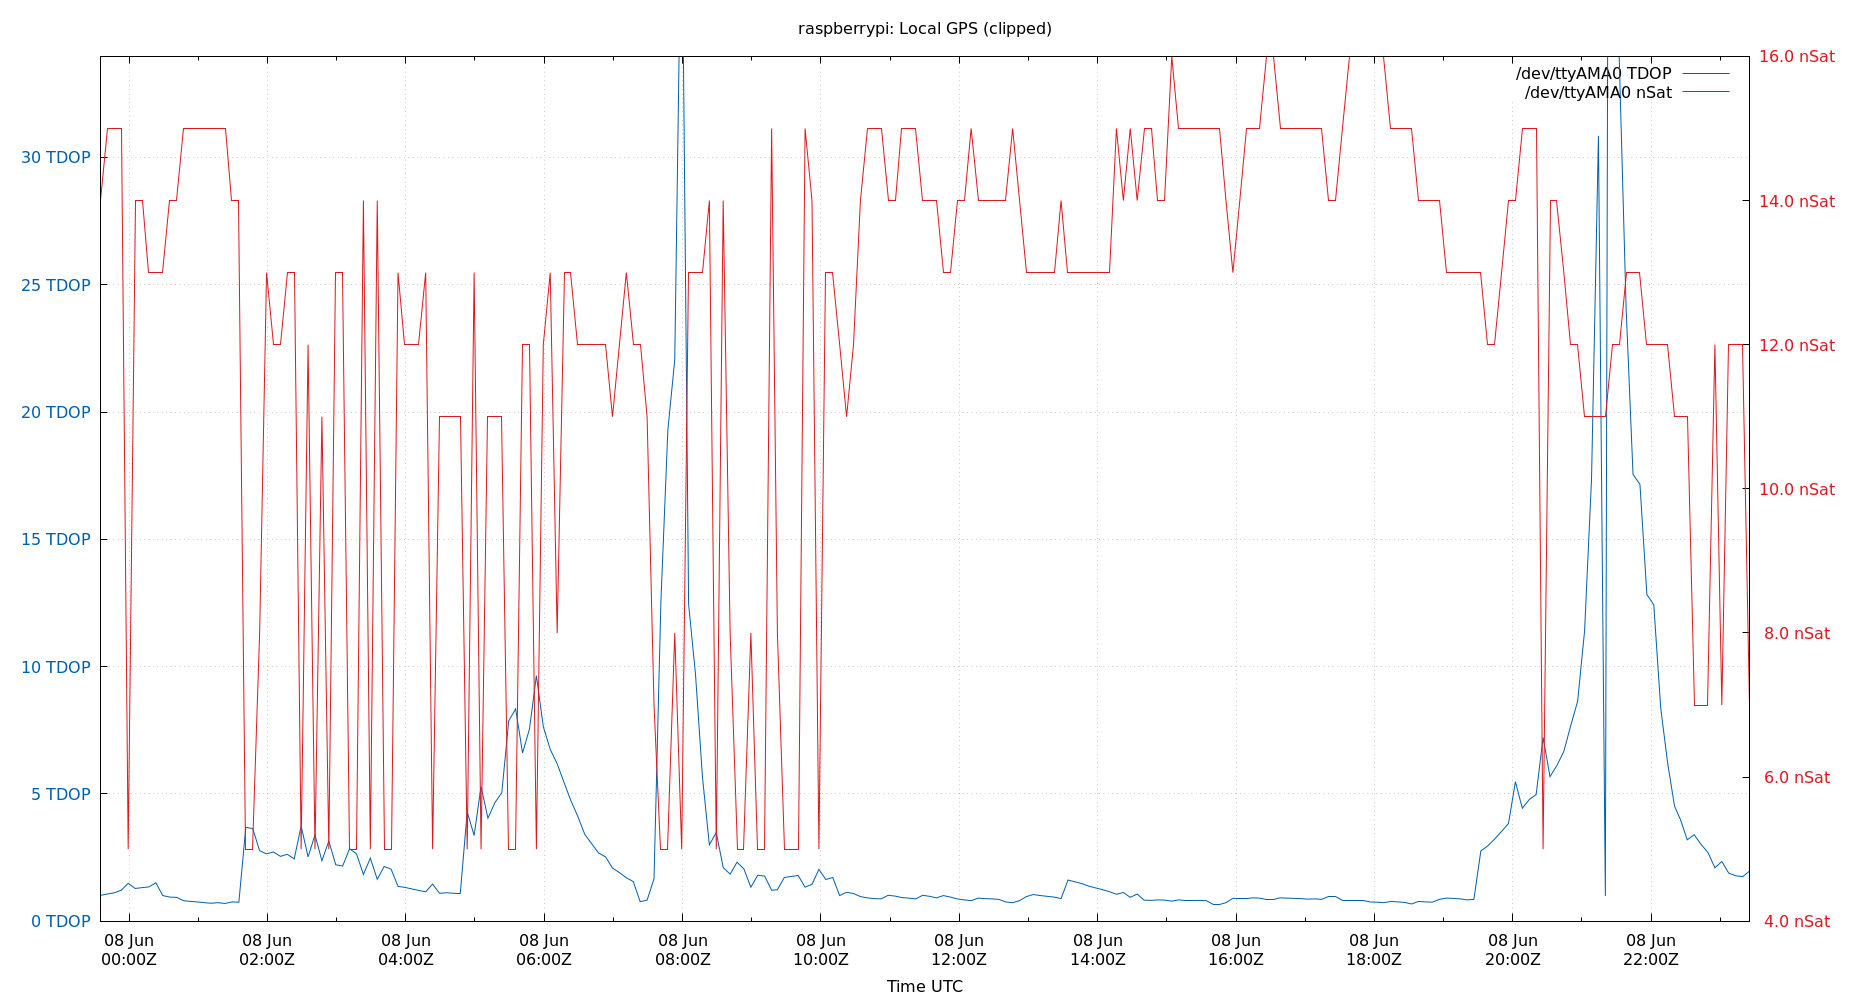 raspberrypi: Local GPS (clipped)
16.0 nSat
/dev/ttyAMA0 TDOP
/dev/ttyAMA0 nSat
30 TDOP
14.0 nSat
25 TDOP
12.0 nSat
20 TDOP
10.0 nSat
15 TDOP
8.0 nSat
10 TDOP
6.0 nSat
5 TDOP
0 TDOP
4.0 nSat
08 Jun 08 Jun 08 Jun 08 Jun 08 Jun 08 Jun 08 Jun 08 Jun 08 Jun 08 Jun 08 Jun 08 Jun
00:00Z 02:00Z 04:00Z 06:00Z 08:00Z 10:00Z 12:00Z 14:00Z 16:00Z 18:00Z 20:00Z 22:00Z
Time UTC